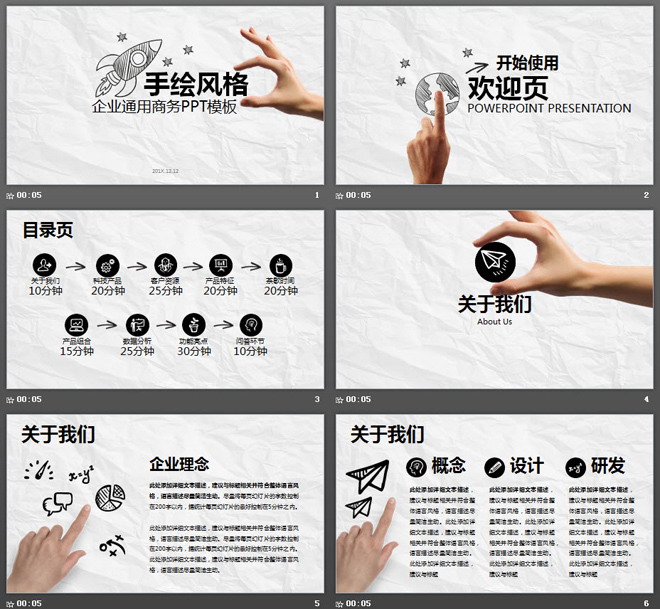 手绘风格
企业通用商务PPT模板
201X.12.12
00:05
1
开始使用
欢迎页
POWERPOINT PRESENTATION
00:05
2
目录页
关于我们
10分钟
科技产品
20分钟
客户资源
25分钟
产品特征
20分钟
茶歇时间
20分钟
产品组合
15分钟
数据分析
25分钟
功能亮点
30分钟
问答环节
10分钟
00:05
3
关于我们
About Us
00:05
4
关于我们
x=yz²
企业理念
此处添加详细文本描述，建议与标题相关并符合整体语言风
格，语言描述尽量简洁生动。尽量将每页幻灯片的字数控制
在200字以内，据统计每页幻灯片的最好控制在5分钟之内。
此处添加详细文本描述，建议与标题相关并符合整体语言风
格，语言描述尽量简洁生动。尽量将每页幻灯片的字数控制
在200字以内，据统计每页幻灯片的最好控制在5分钟之内。
此处添加详细文本描述，建议与标题相关并符合整体语言风
格，语言描述尽量简洁生动。
00:05
5
关于我们
概念
此处添加详细文本描述，
建议与标题相关并符合整
体语言风格，语言描述尽
量简洁生动。此处添加详
细文本描述，建议与标题
相关并符合整体语言风
格，语言描述尽量简洁生
动。此处添加详细文本描
述，建议与标题
设计
此处添加详细文本描述，
建议与标题相关并符合整
体语言风格，语言描述尽
量简洁生动。此处添加详
细文本描述，建议与标题
相关并符合整体语言风
格，语言描述尽量简洁生
动。此处添加详细文本描
述，建议与标题
研发
此处添加详细文本描述，
建议与标题相关并符合整
体语言风格，语言描述尽
量简洁生动。此处添加详
细文本描述，建议与标题
相关并符合整体语言风
格，语言描述尽量简洁生
动。此处添加详细文本描
述，建议与标题
00:05
6